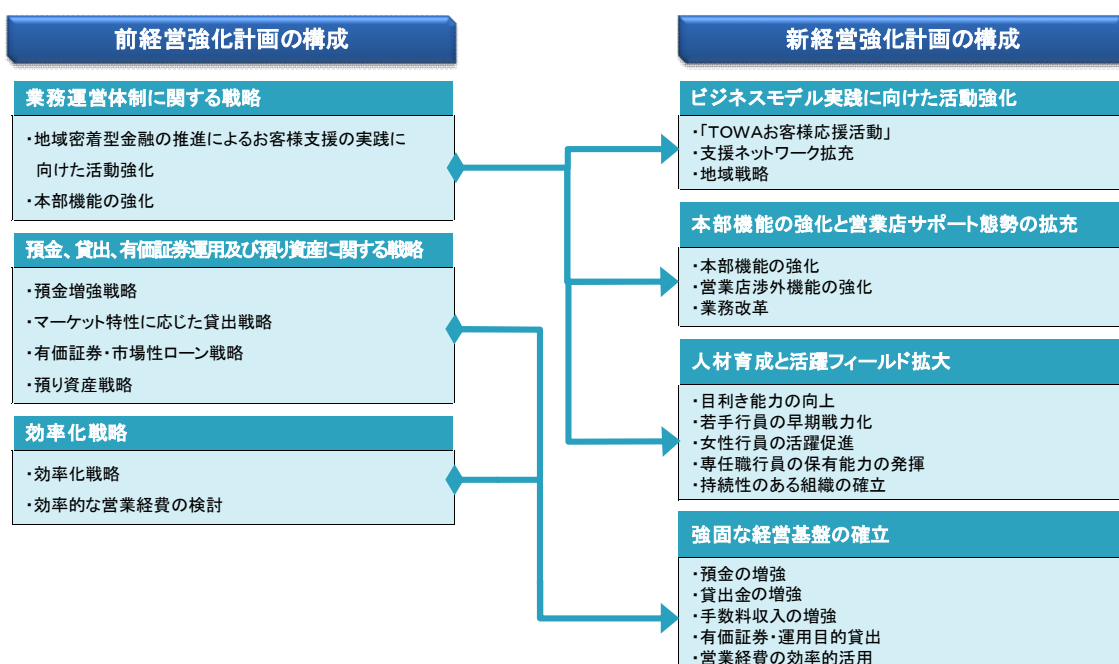 前経営強化計画の構成
業務運営体制に関する戦略
・地域密着型金融の推進によるお客様支援の実践に
向けた活動強化
・本部機能の強化
預金、貸出、有価証券運用及び預り資産に関する戦略
・預金増強戦略
・マーケット特性に応じた貸出戦略
・有価証券・市場性ローン戦略
・預り資産戦略
効率化戦略
・効率化戦略
・効率的な営業経費の検討
新経営強化計画の構成
ビジネスモデル実践に向けた活動強化
・「TOWAお客様応援活動」
・支援ネットワーク拡充
・地域戦略
本部機能の強化と営業店サポート態勢の拡充
・本部機能の強化
・営業店渉外機能の強化
・業務改革
人材育成と活躍フィールド拡大
・目利き能力の向上
・若手行員の早期戦力化
・女性行員の活躍促進
・専任職行員の保有能力の発揮
・持続性のある組織の確立
強固な経営基盤の確立
・預金の増強
・貸出金の増強
・手数料収入の増強
・有価証券・運用目的貸出
・営業経費の効率的活用